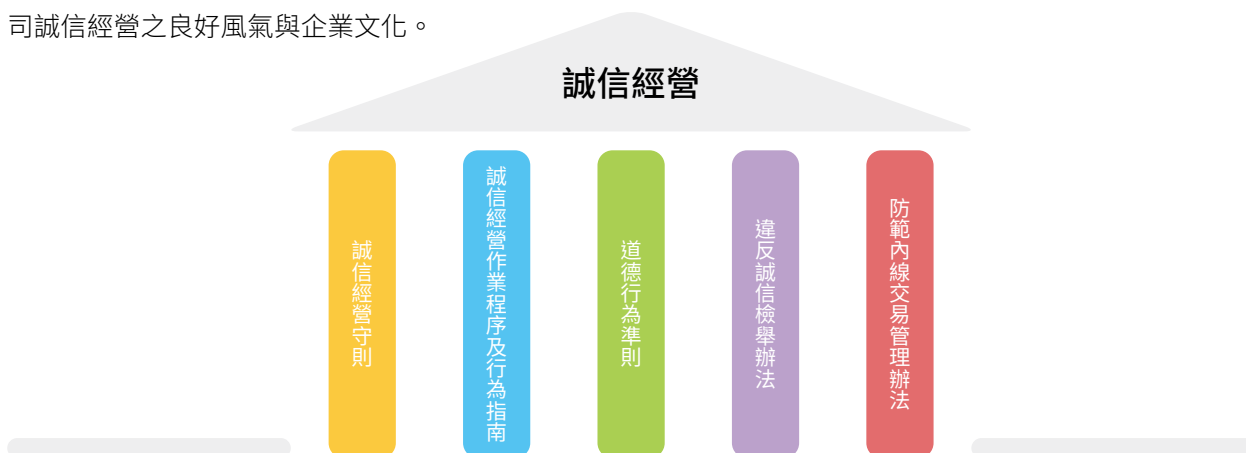 司誠信經營之良好風氣與企業文化。
誠信經營
誠信經營守則
誠信經營作業程序及行為指南
道德行為準則
違反誠信檢舉辦法
防範內線交易管理辦法